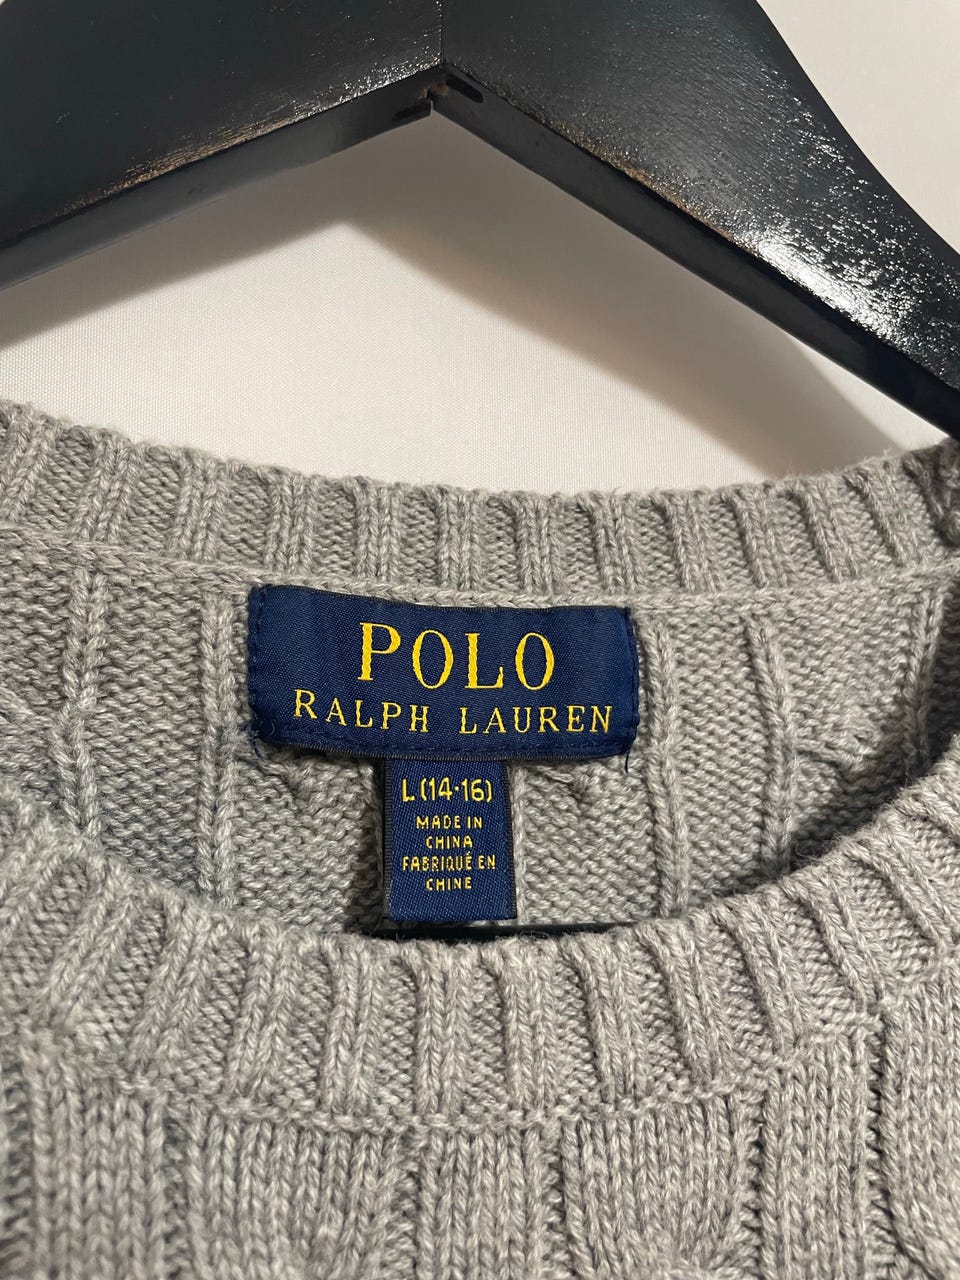 POLO
RALPH LAUREN
L (14·16)
MADE IN
CHINA
FABRIQUÉ EN
CHINE